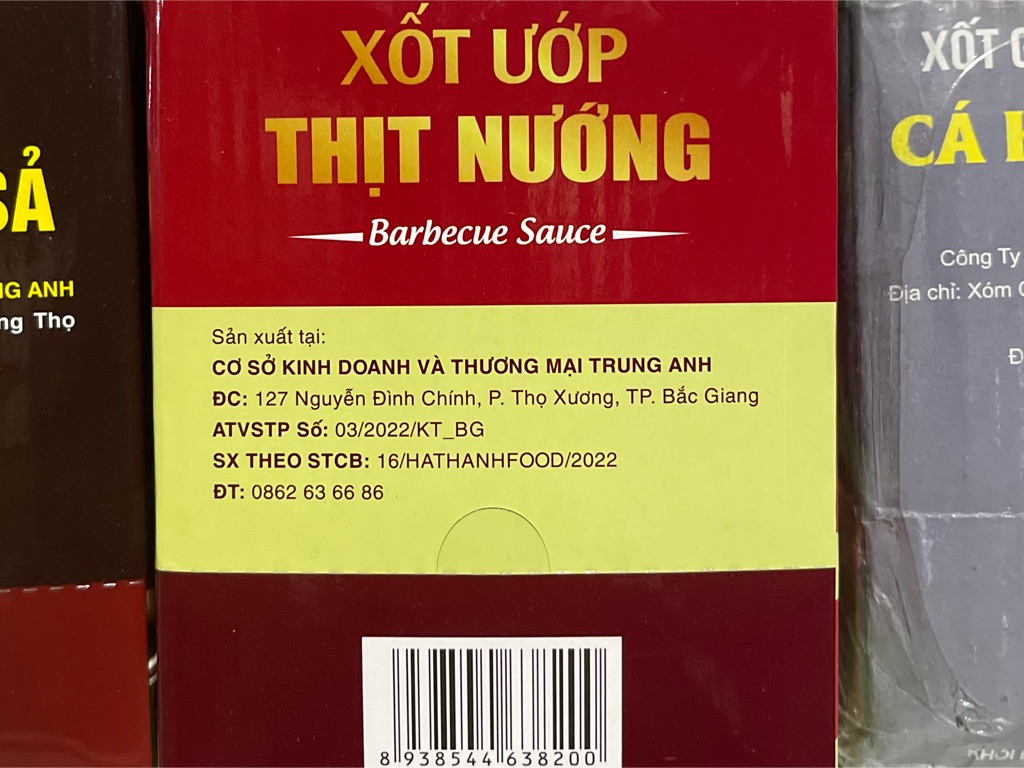 XỐT ƯỚP
THỊT NƯỚNG
Barbecue Sauce
Sản xuất tại:
CƠ SỞ KINH DOANH VÀ THƯƠNG MẠI TRUNG ANH
ĐC: 127 Nguyễn Đình Chính, P. Thọ Xương, TP. Bắc Giang
ATVSTP Số: 03/2022/KT_BG
SX THEO STCB: 16/HATHANHFOOD/2022
ĐT: 0862 63 66 86
8 938544 638200
SẢ
ANH
Thọ
XỐT
CÁ
Công Ty
Địa chỉ: Xóm